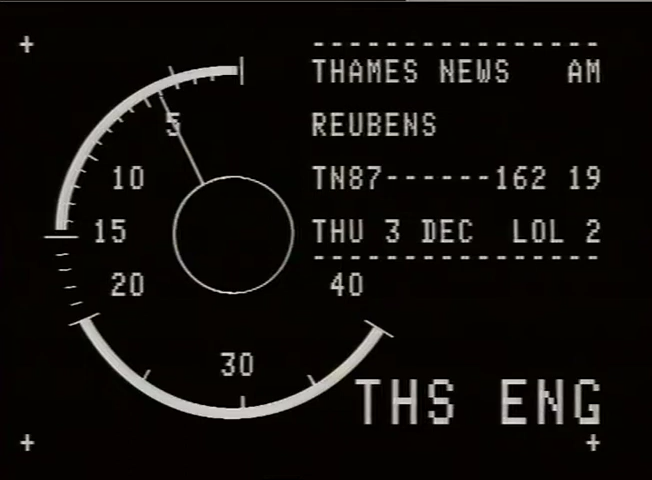 THAMES NEWS AM
5
REUBENS
10
TN87------162 19
15
THU 3 DEC LOL 2
20
40
30
THS ENG